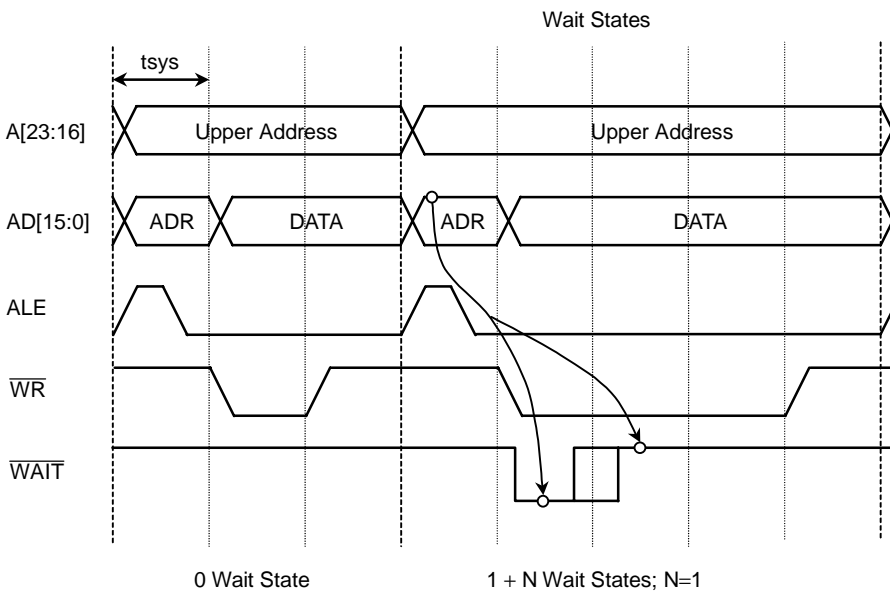 Wait States
tsys
A[23:16]
Upper Address
Upper Address
AD[15:0]
ADR
DATA
ADR
DATA
ALE
WR
WAIT
0 Wait State
1 + N Wait States; N=1